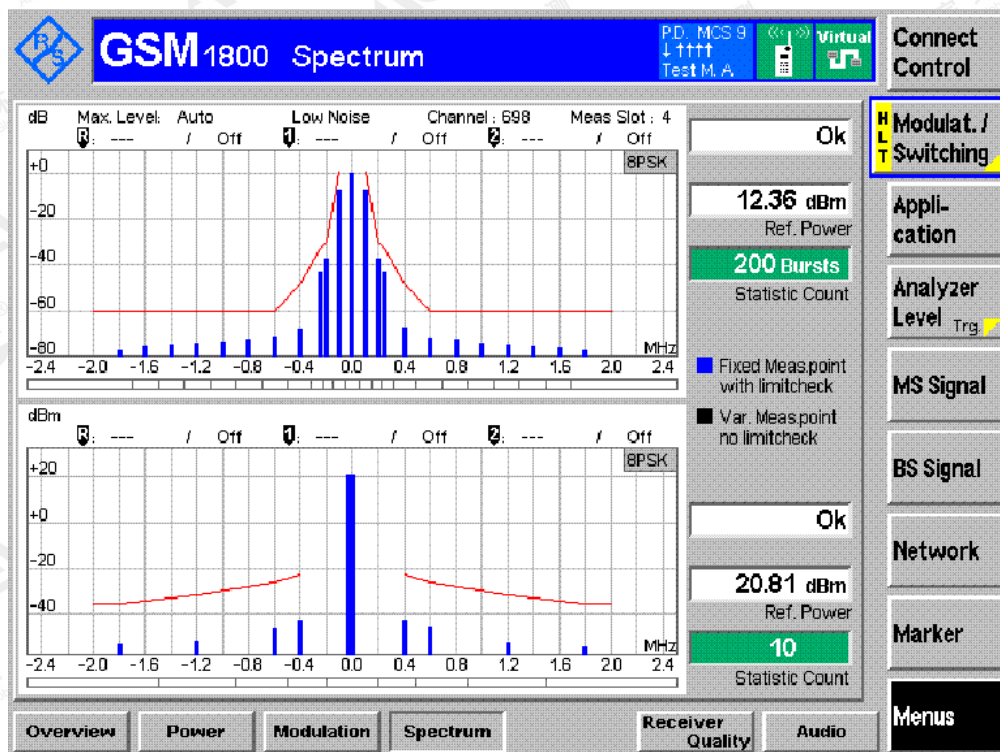 R/S
GSM 1800 Spectrum
P.D. MCS 9
↓ ↑↑↑↑
Test M. A
Virtual
Connect Control
dB Max. Level: Auto Low Noise Channel : 698 Meas Slot : 4
R : --- / Off 1 : --- / Off 2 : --- / Off
8PSK
+0
-20
-40
-60
-80
MHz
-2.4 -2.0 -1.6 -1.2 -0.8 -0.4 0.0 0.4 0.8 1.2 1.6 2.0 2.4
Ok
12.36 dBm
Ref. Power
200 Bursts
Statistic Count
Fixed Meas.point
with limitcheck
Var. Meas.point
no limitcheck
dBm
R : --- / Off 1 : --- / Off 2 : --- / Off
8PSK
+20
+0
-20
-40
MHz
-2.4 -2.0 -1.6 -1.2 -0.8 -0.4 0.0 0.4 0.8 1.2 1.6 2.0 2.4
Ok
20.81 dBm
Ref. Power
10
Statistic Count
HLT
Modulat. /
Switching
Appli-
cation
Analyzer
Level Trg.
MS Signal
BS Signal
Network
Marker
Menus
Overview
Power
Modulation
Spectrum
Receiver
Quality
Audio